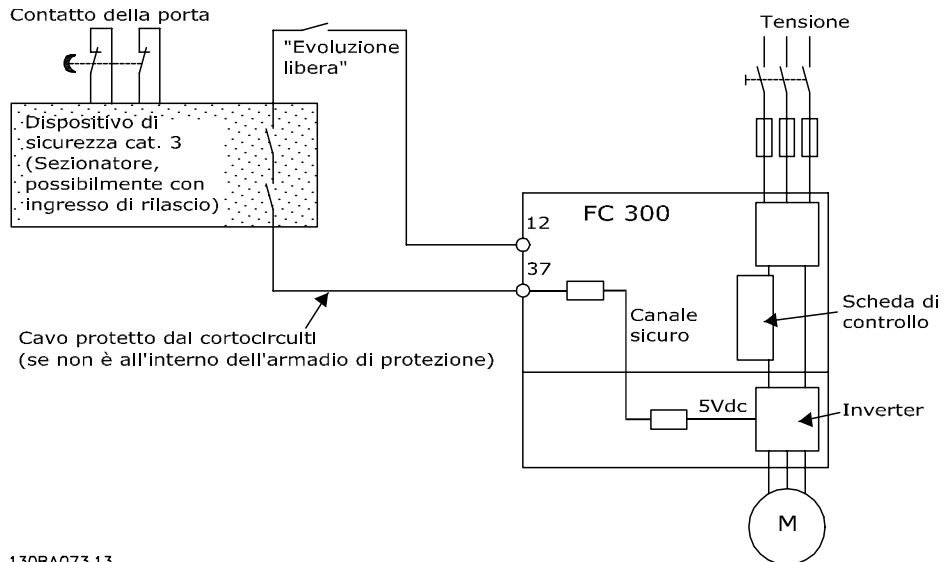 Contatto della porta
"Evoluzione
libera"
Tensione
Dispositivo di
sicurezza cat. 3
(Sezionatore,
possibilmente con
ingresso di rilascio)
FC 300
12
37
Canale
sicuro
Scheda di
controllo
Cavo protetto dai cortocircuiti
(se non è all'interno dell'armadio di protezione)
5Vdc
Inverter
M
130BA073.13